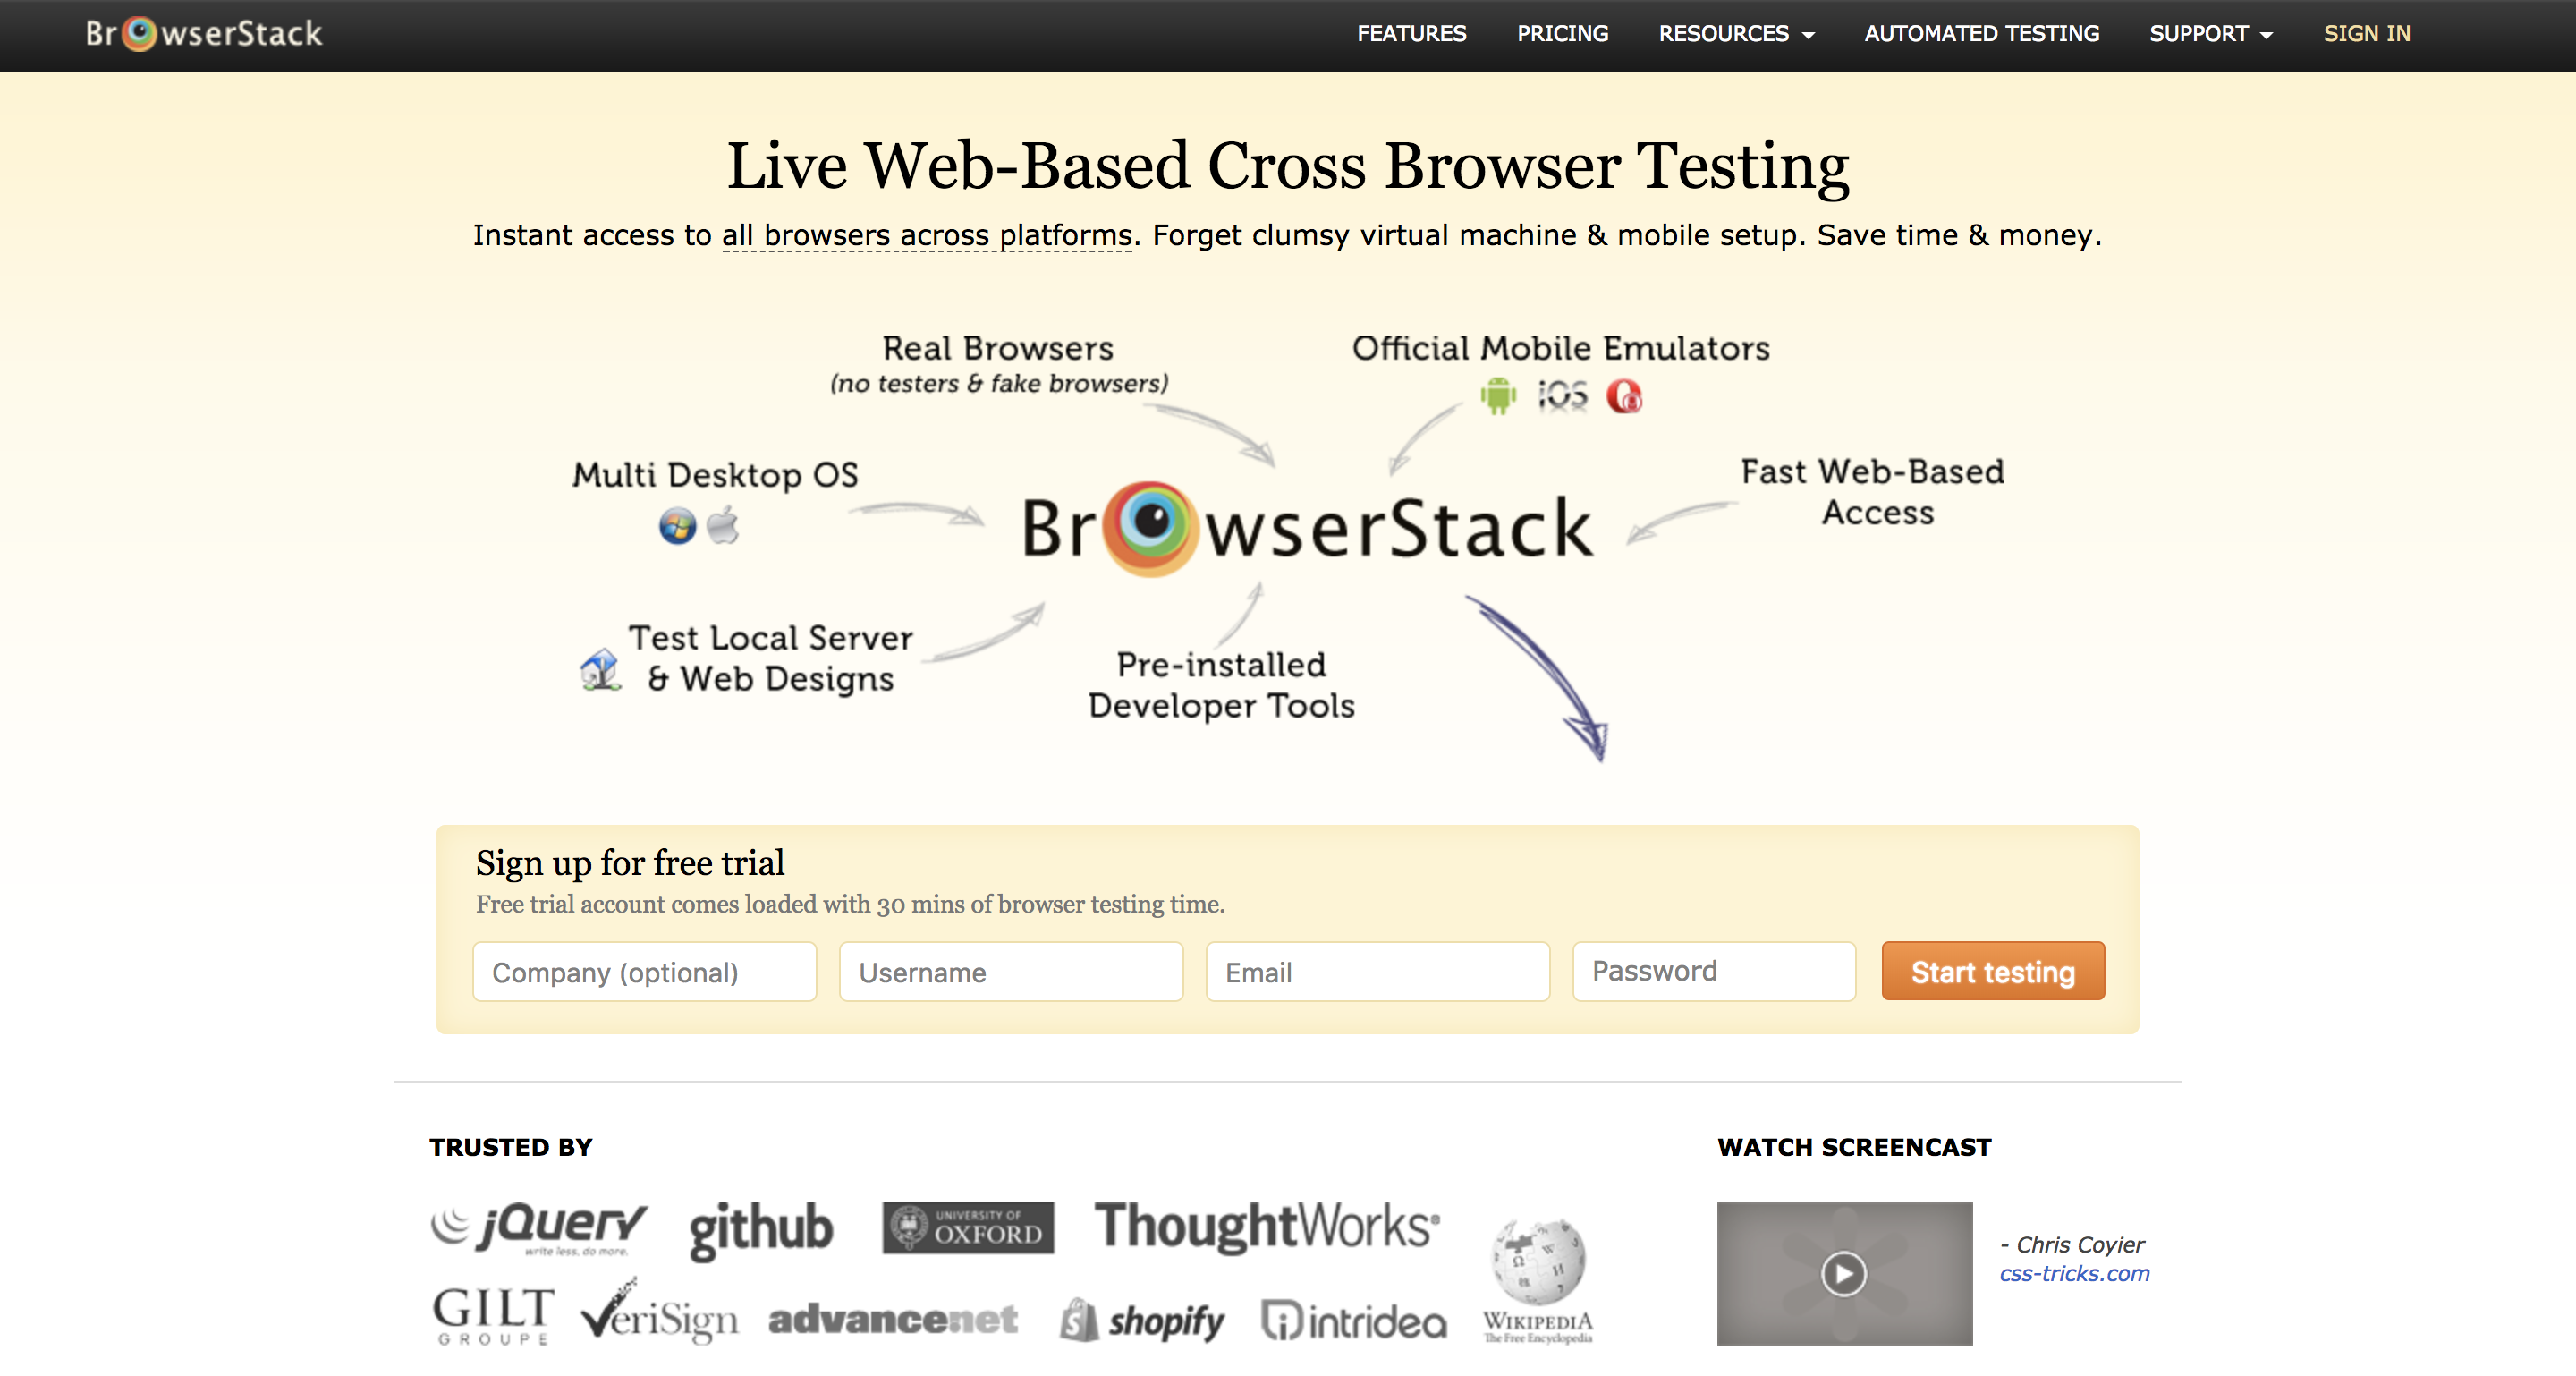 BrowserStack
FEATURES PRICING RESOURCES AUTOMATED TESTING SUPPORT SIGN IN
Live Web-Based Cross Browser Testing
Instant access to all browsers across platforms. Forget clumsy virtual machine & mobile setup. Save time & money.
Real Browsers
(no testers & fake browsers)
Official Mobile Emulators
iOS
Multi Desktop OS
Fast Web-Based
Access
BrowserStack
Test Local Server
& Web Designs
Pre-installed
Developer Tools
Sign up for free trial
Free trial account comes loaded with 30 mins of browser testing time.
Company (optional) Username Email Password Start testing
TRUSTED BY
jQuery
write less, do more.
github
UNIVERSITY OF
OXFORD
ThoughtWorks®
GILT
GROUPE
VeriSign
advancenet
shopify
intridea
WIKIPEDIA
The Free Encyclopedia
WATCH SCREENCAST
- Chris Coyier
css-tricks.com